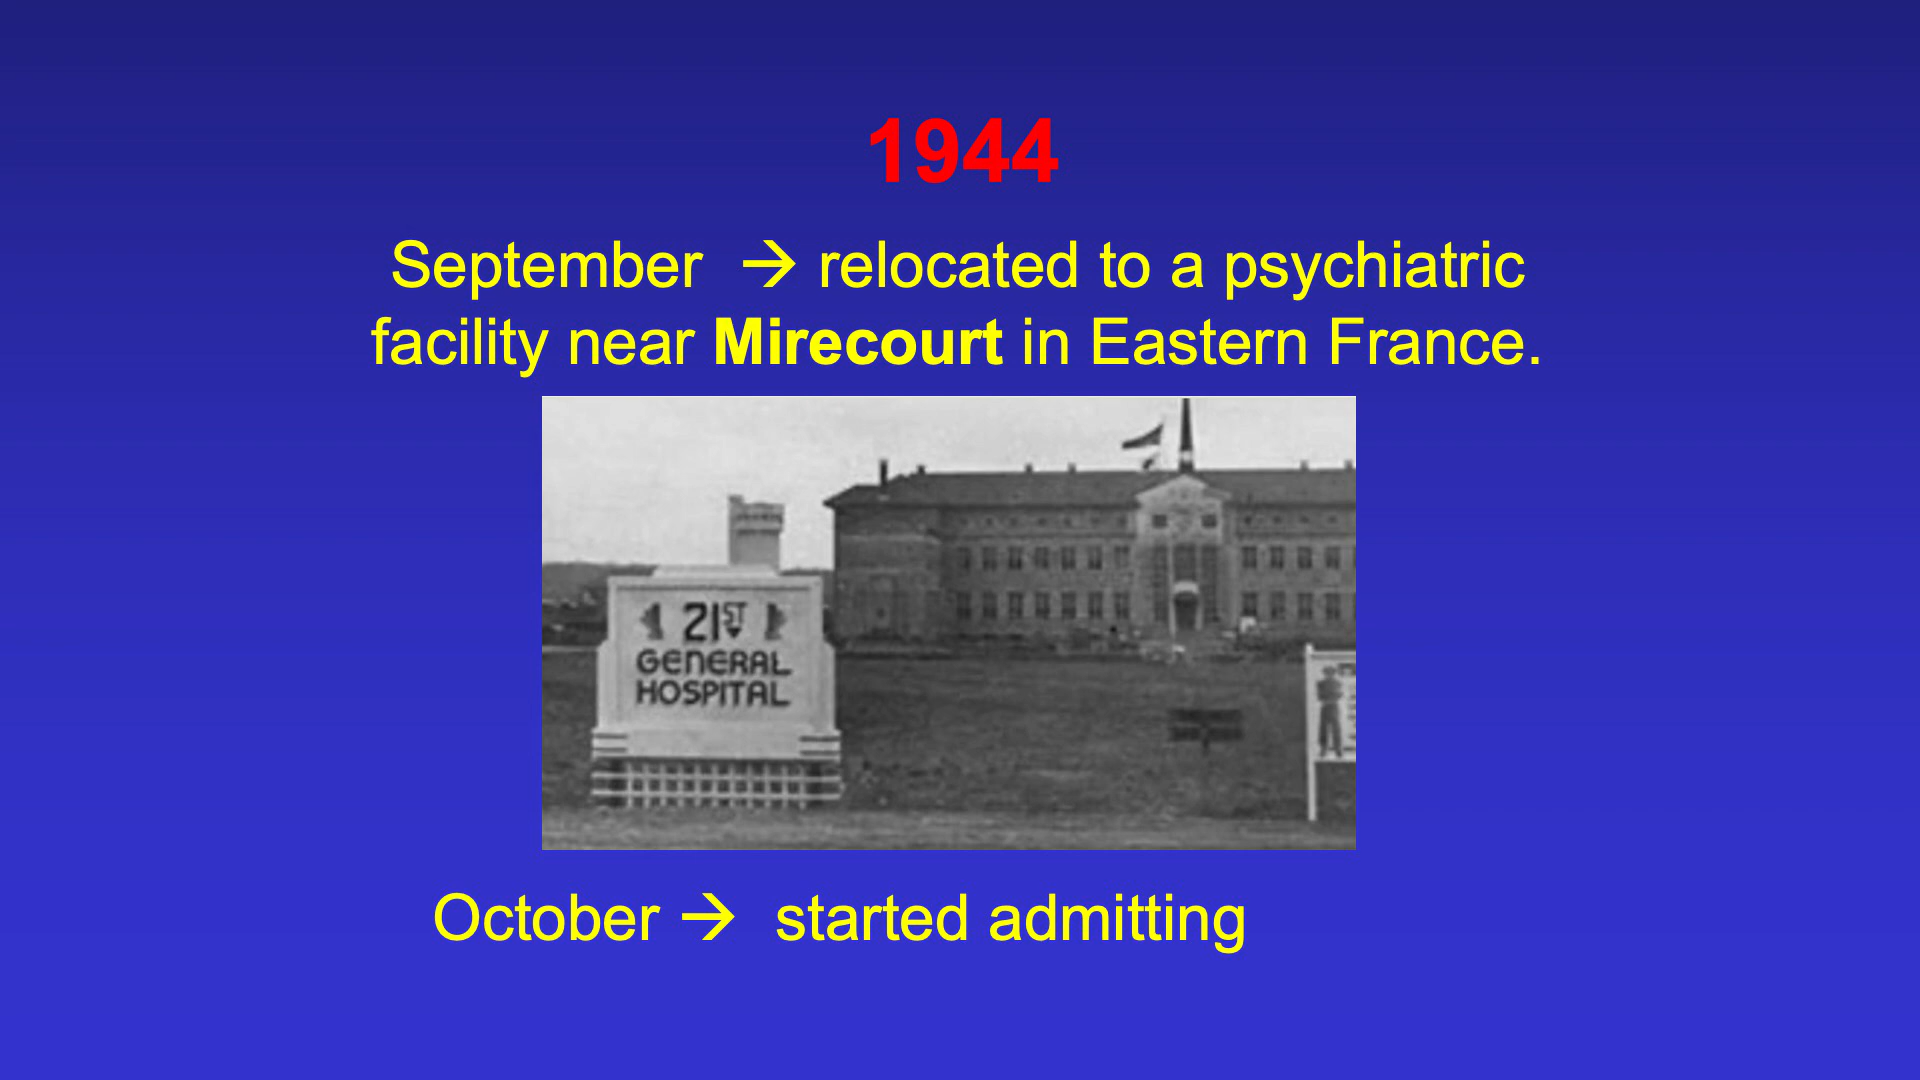 1944
September → relocated to a psychiatric
facility near Mirecourt in Eastern France.
21ST
GENERAL
HOSPITAL
October → started admitting